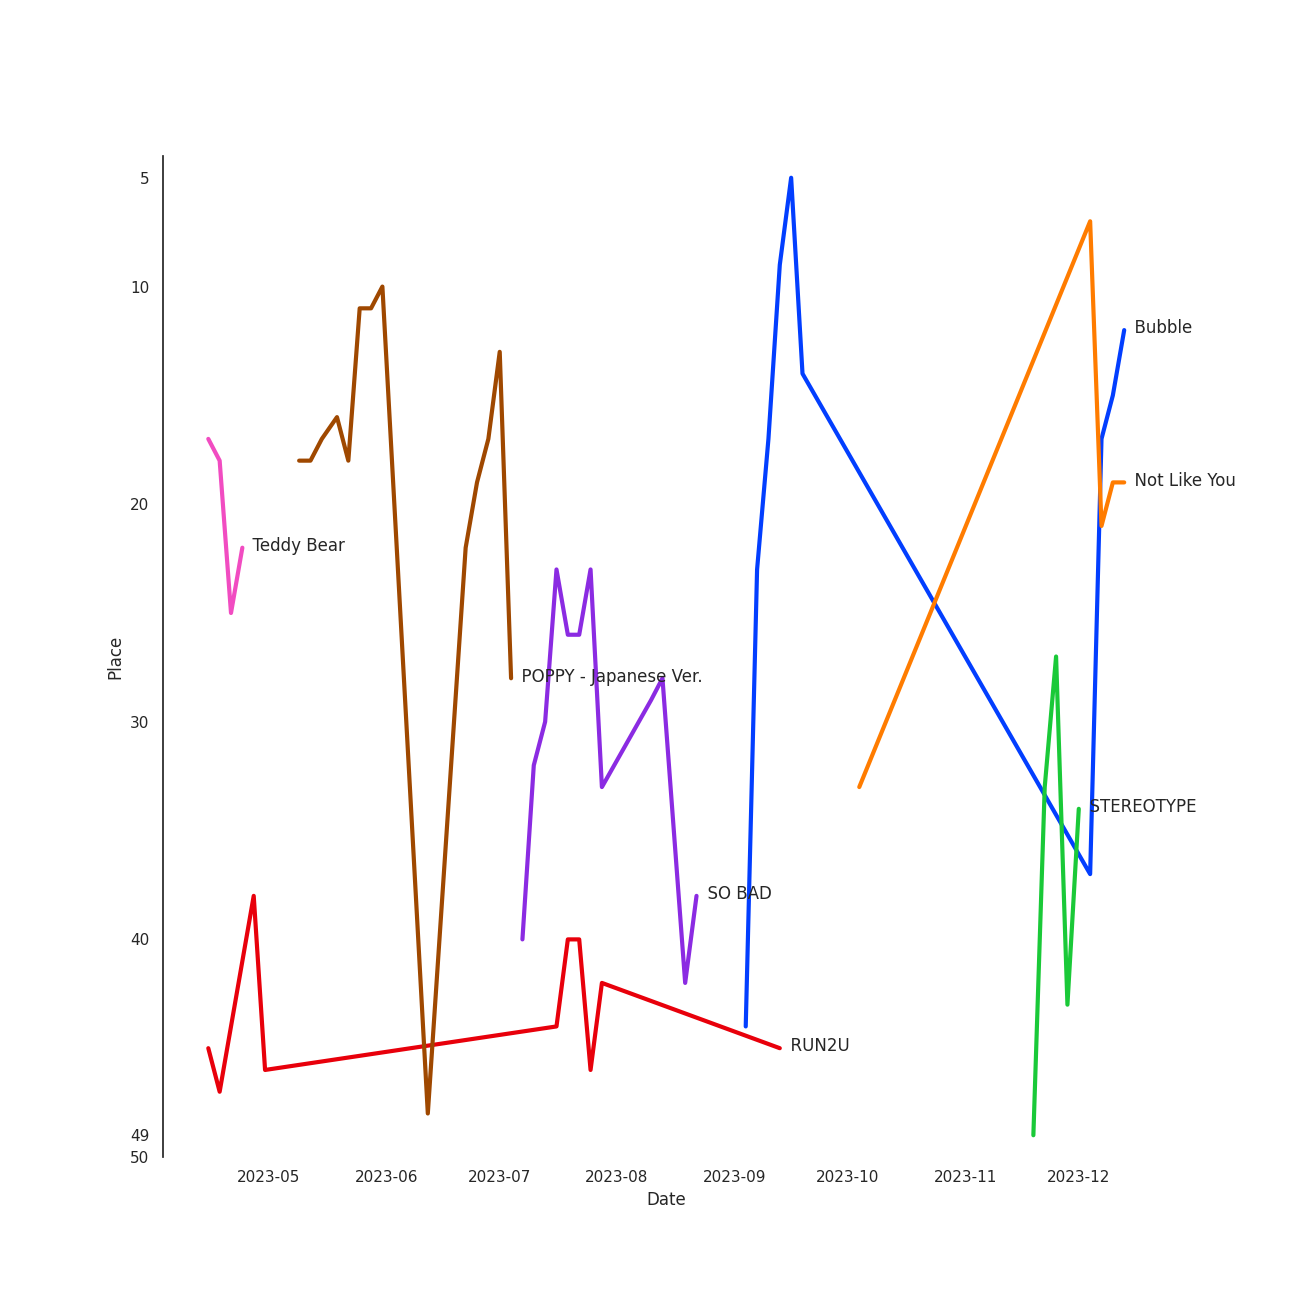 5
10
Bubble
Not Like You
20
Teddy Bear
Place
POPPY - Japanese Ver.
30
STEREOTYPE
SO BAD
40
RUN2U
49
50
2023-05 2023-06 2023-07 2023-08 2023-09 2023-10 2023-11 2023-12
Date